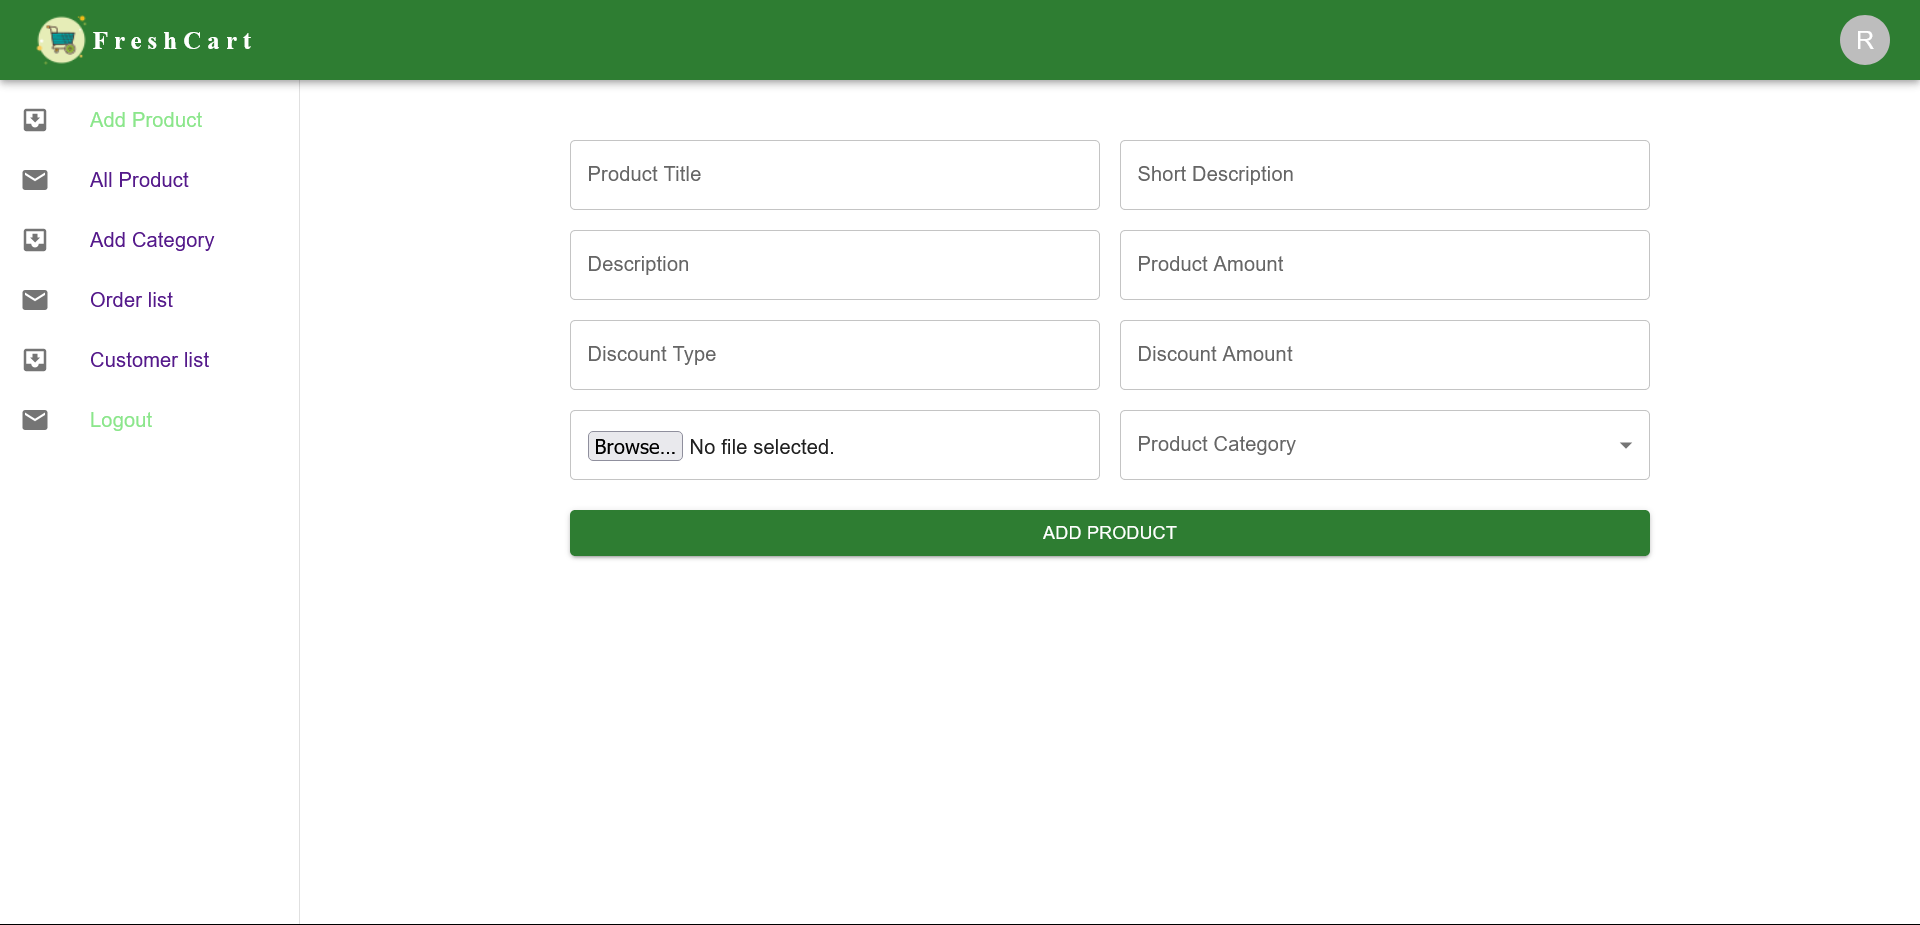 FreshCart
R
Add Product
All Product
Add Category
Order list
Customer list
Logout
Product Title
Short Description
Description
Product Amount
Discount Type
Discount Amount
Browse... No file selected.
Product Category
ADD PRODUCT